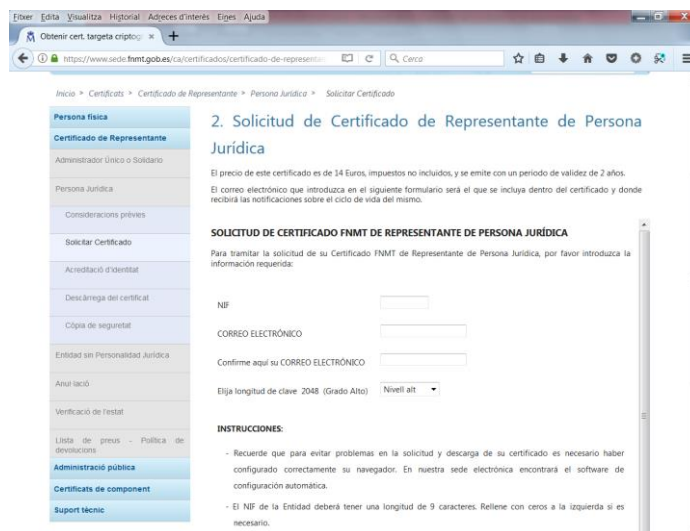 Fitxer Edita Visualitza Historial Adreces d'interès Eines Ajuda
Obtenir cert. targeta criptog
https://www.sede.fnmt.gob.es/ca/certificados/certificado-de-representa
Cerca
Inicio > Certificats > Certificado de Representante > Persona Jurídica > Solicitar Certificado
Persona física
Certificado de Representante
Administrador Único o Solidario
Persona Jurídica
Consideracions prèvies
Solicitar Certificado
Acreditació d'identitat
Descàrrega del certificat
Còpia de seguretat
Entidad sin Personalidad Jurídica
Anul·lació
Verificació de l'estat
Llista de preus - Política de
devolucions
Administració pública
Certificats de component
Suport tècnic
2. Solicitud de Certificado de Representante de Persona
Jurídica
El precio de este certificado es de 14 Euros, impuestos no incluidos, y se emite con un periodo de validez de 2 años.
El correo electrónico que introduzca en el siguiente formulario será el que se incluya dentro del certificado y donde
recibirá las notificaciones sobre el ciclo de vida del mismo.
SOLICITUD DE CERTIFICADO FNMT DE REPRESENTANTE DE PERSONA JURÍDICA
Para tramitar la solicitud de su Certificado FNMT de Representante de Persona Jurídica, por favor introduzca la
información requerida:
NIF
CORREO ELECTRÓNICO
Confirme aquí su CORREO ELECTRÓNICO
Elija longitud de clave 2048 (Grado Alto) Nivell alt
INSTRUCCIONES:
- Recuerde que para evitar problemas en la solicitud y descarga de su certificado es necesario haber
configurado correctamente su navegador. En nuestra sede electrónica encontrará el software de
configuración automática.
- El NIF de la Entidad deberá tener una longitud de 9 caracteres. Rellene con ceros a la izquierda si es
necesario.